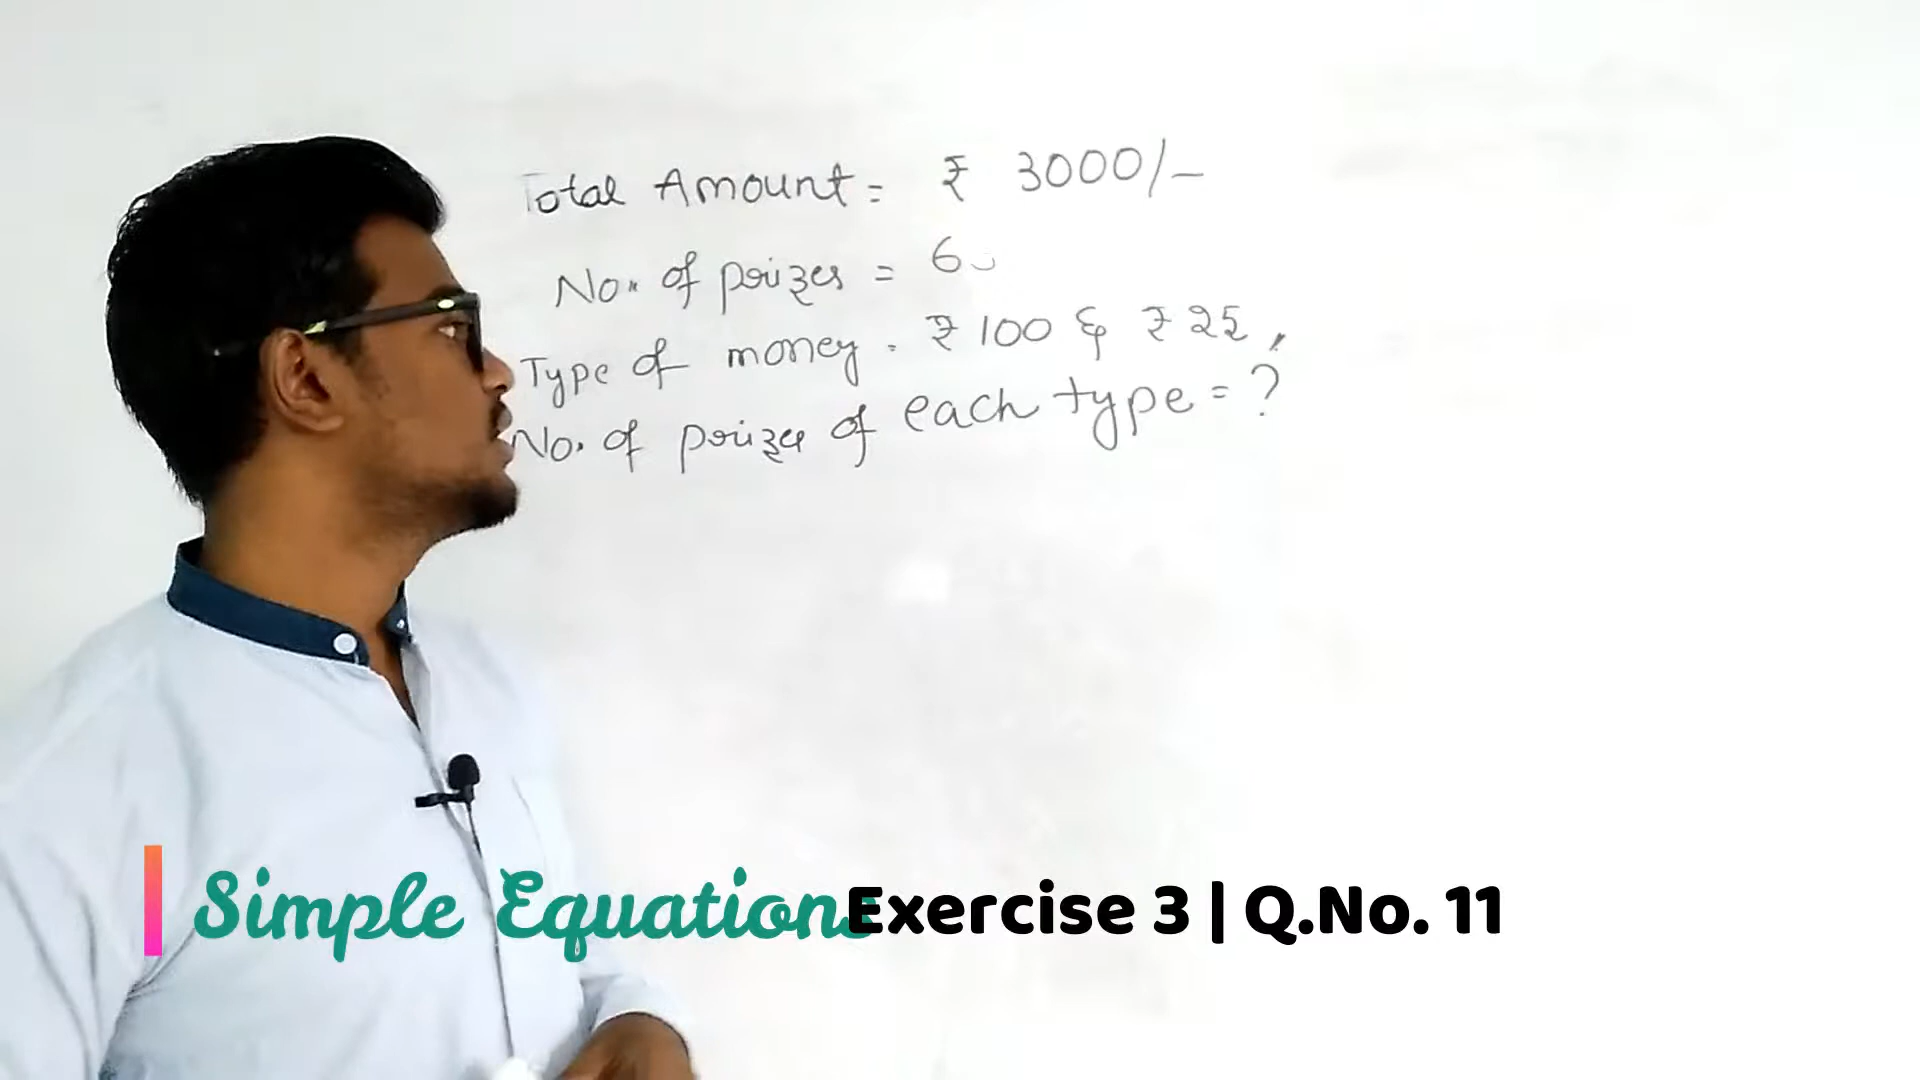 Total Amount = ₹ 3000/-
No. of prizes = 60
Type of money = ₹ 100 & ₹ 25,
No. of prizes of each type = ?
Simple Equations Exercise 3 | Q.No. 11